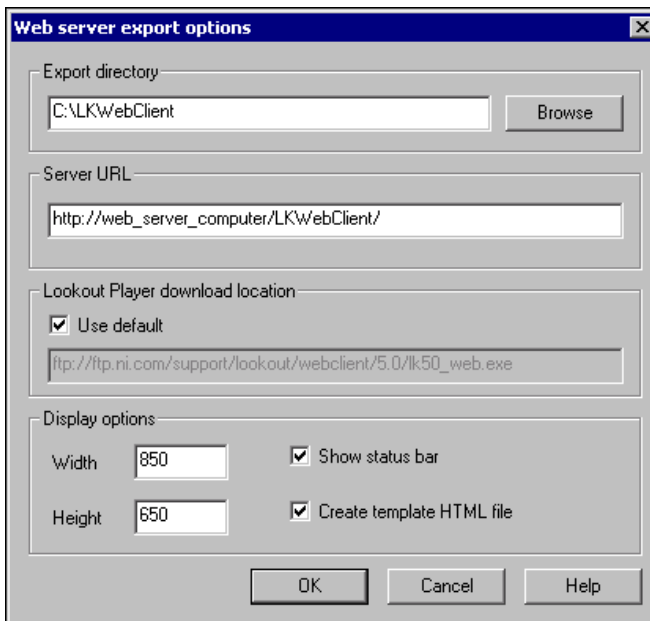 Web server export options
Export directory
C:\LKWebClient
Browse
Server URL
http://web_server_computer/LKWebClient/
Lookout Player download location
Use default
ftp://ftp.ni.com/support/lookout/webclient/5.0/lk50_web.exe
Display options
Width 850 Show status bar
Height 650 Create template HTML file
OK Cancel Help